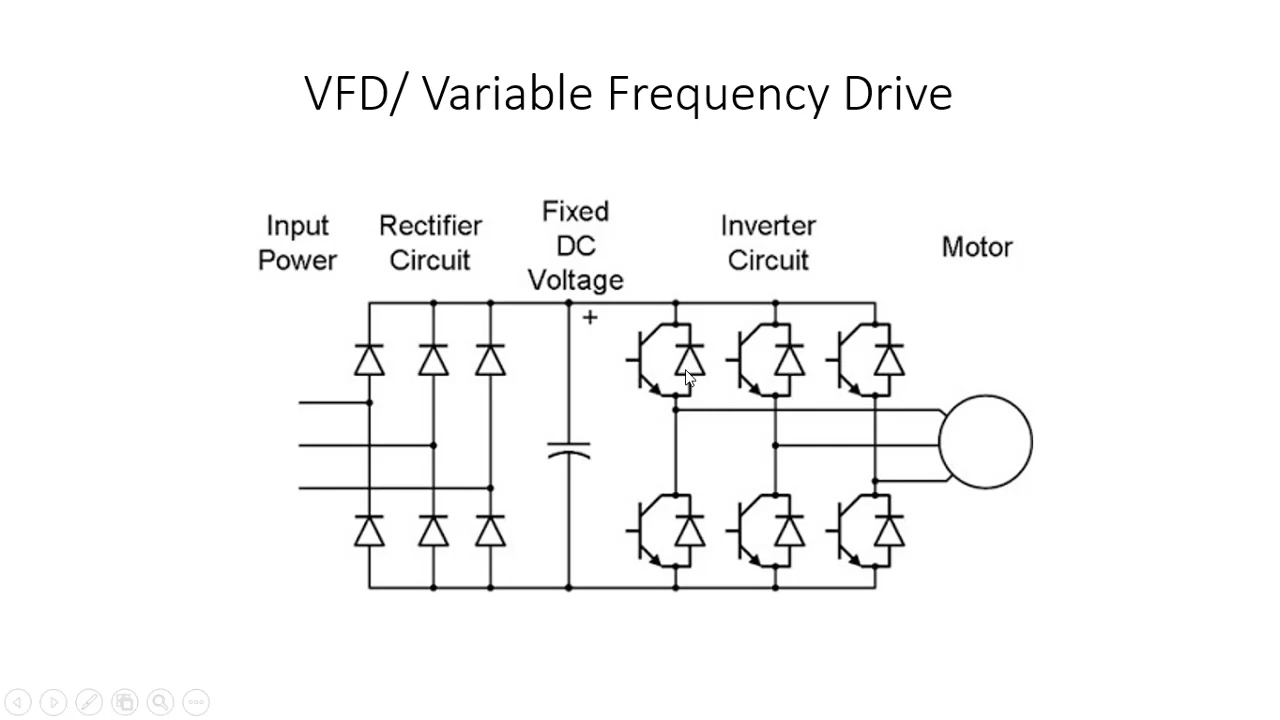 VFD/ Variable Frequency Drive
Input
Power
Rectifier
Circuit
Fixed
DC
Voltage
Inverter
Circuit
Motor
+